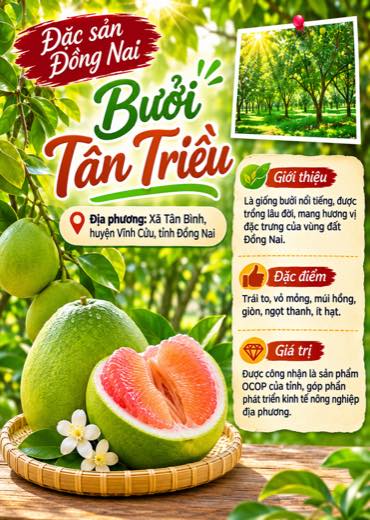 Đặc sản
Đồng Nai
Bưởi
Tân Triều
Địa phương: Xã Tân Bình,
huyện Vĩnh Cửu, tỉnh Đồng Nai
Giới thiệu
Là giống bưởi nổi tiếng, được
trồng lâu đời, mang hương vị
đặc trưng của vùng đất
Đồng Nai.
Đặc điểm
Trái to, vỏ mỏng, múi hồng,
giòn, ngọt thanh, ít hạt.
Giá trị
Được công nhận là sản phẩm
OCOP của tỉnh, góp phần
phát triển kinh tế nông nghiệp
địa phương.